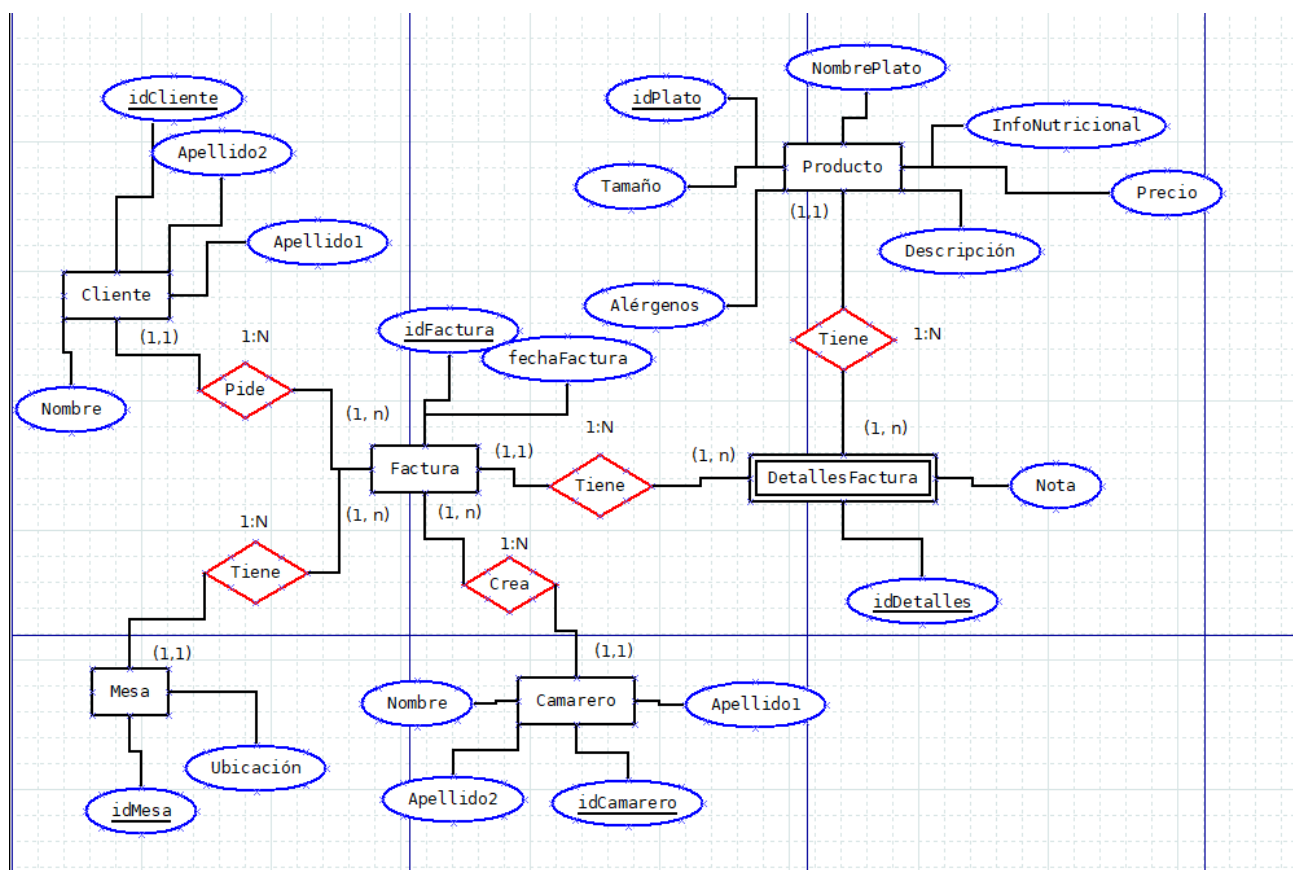 NombrePlato
idCliente
idPlato
InfoNutricional
Apellido2
Producto
Tamaño
Precio
(1,1)
Apellido1
Descripción
Cliente
Alérgenos
idFactura
(1,1)
1:N
fechaFactura
Tiene
1:N
Pide
Nombre
(1, n)
(1, n)
1:N
Factura
(1,1)
(1, n)
Tiene
DetallesFactura
Nota
(1, n)
(1, n)
1:N
1:N
Tiene
Crea
idDetalles
(1,1)
(1,1)
Mesa
Nombre
Camarero
Apellido1
Ubicación
Apellido2
idCamarero
idMesa